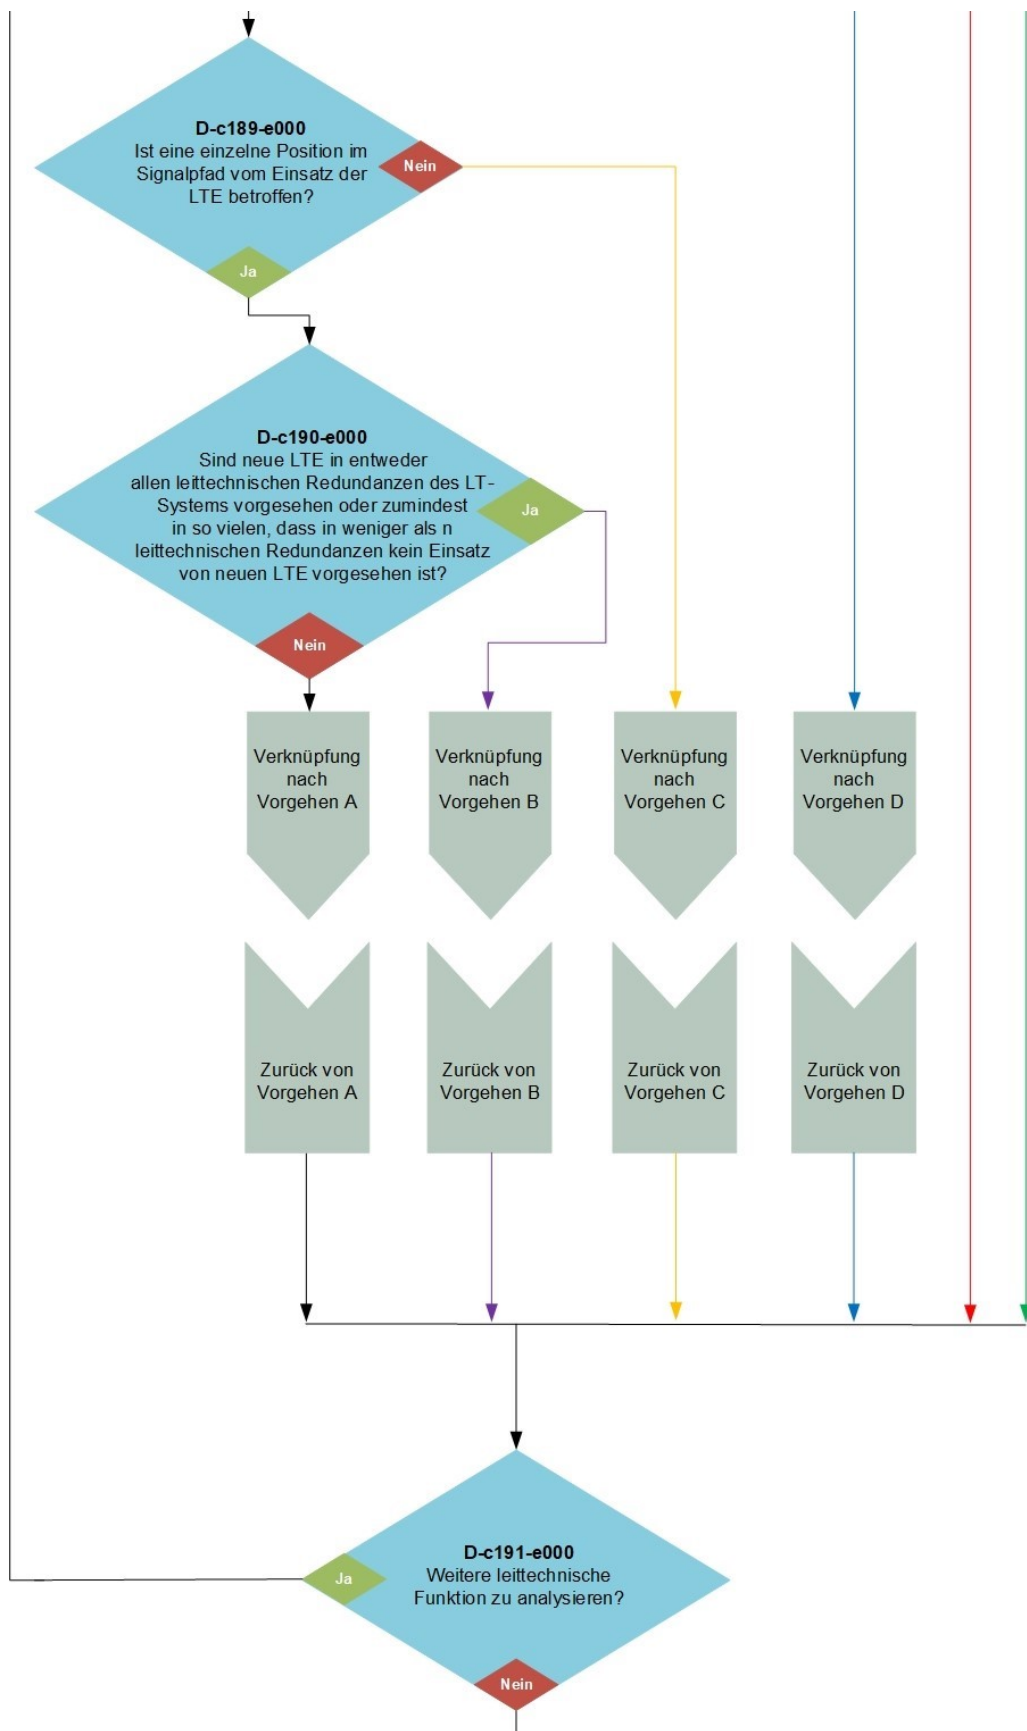 D-c189-e000
Ist eine einzelne Position im
Signalpfad vom Einsatz der
LTE betroffen?
Nein
Ja
D-c190-e000
Sind neue LTE in entweder
allen leittechnischen Redundanzen des LT-
Systems vorgesehen oder zumindest
in so vielen, dass in weniger als n
leittechnischen Redundanzen kein Einsatz
von neuen LTE vorgesehen ist?
Ja
Nein
Verknüpfung
nach
Vorgehen A
Verknüpfung
nach
Vorgehen B
Verknüpfung
nach
Vorgehen C
Verknüpfung
nach
Vorgehen D
Zurück von
Vorgehen A
Zurück von
Vorgehen B
Zurück von
Vorgehen C
Zurück von
Vorgehen D
D-c191-e000
Weitere leittechnische
Funktion zu analysieren?
Ja
Nein